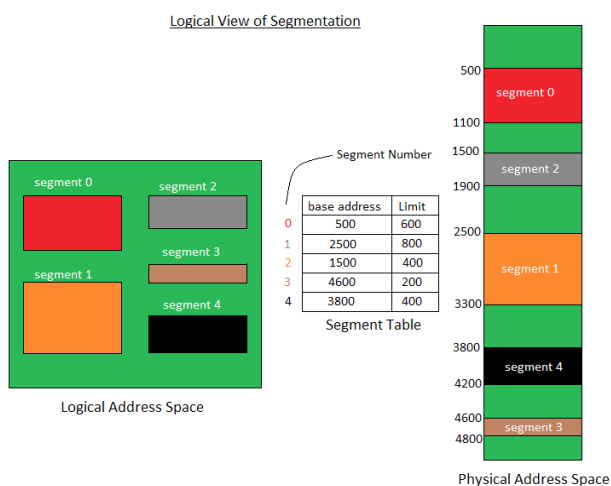 Logical View of Segmentation
segment 0
segment 2
segment 3
segment 1
segment 4
Logical Address Space
Segment Number
base address Limit
0 500 600
1 2500 800
2 1500 400
3 4600 200
4 3800 400
Segment Table
500
segment 0
1100
1500
segment 2
1900
2500
segment 1
3300
3800
segment 4
4200
4600
segment 3
4800
Physical Address Space